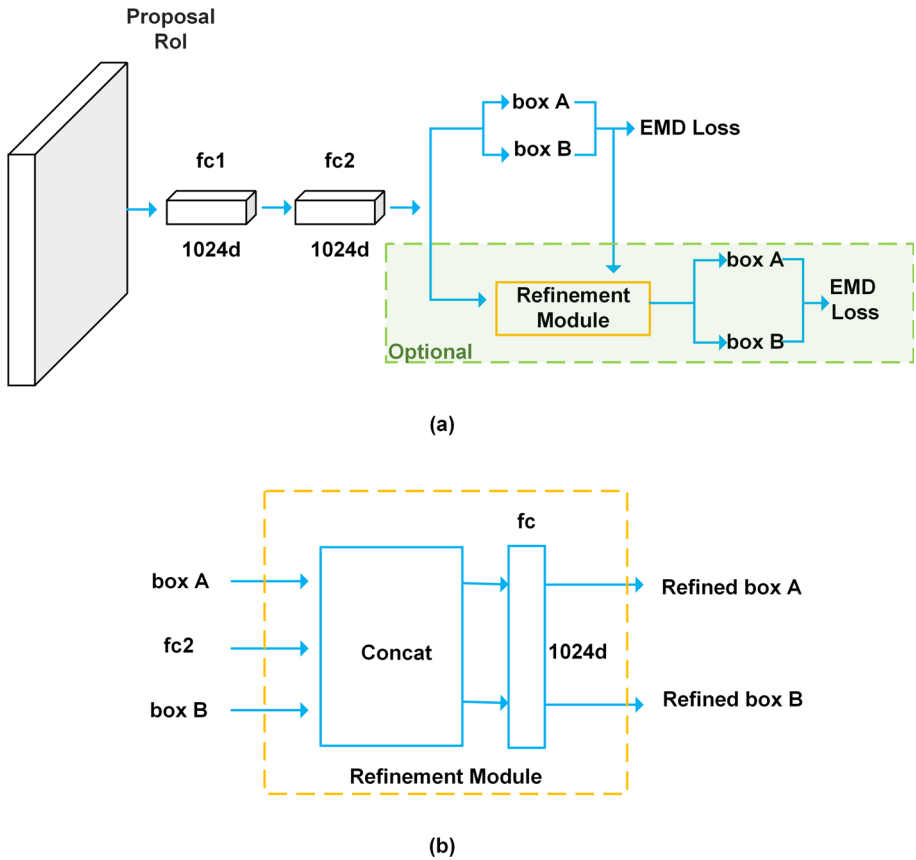 Proposal
RoI
fc1
fc2
1024d
1024d
box A
box B
EMD Loss
Refinement
Module
box A
box B
EMD
Loss
Optional
(a)
fc
box A
fc2
box B
Concat
1024d
Refined box A
Refined box B
Refinement Module
(b)